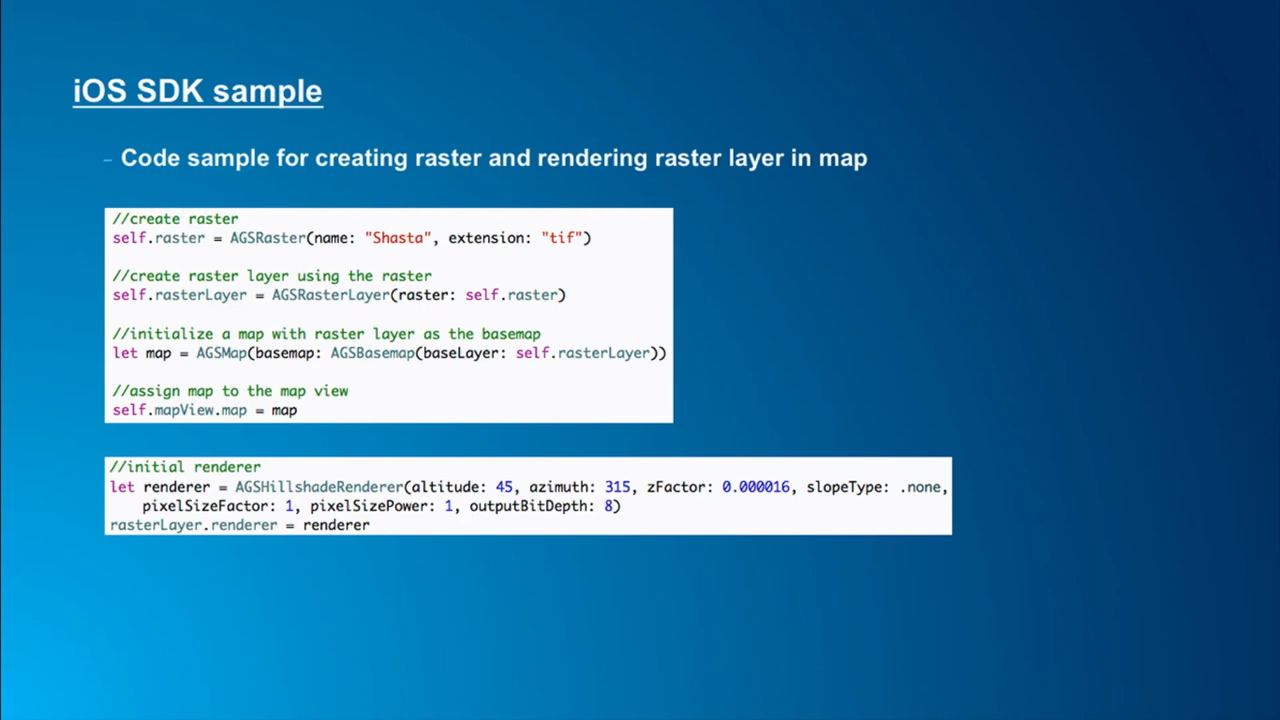 iOS SDK sample
– Code sample for creating raster and rendering raster layer in map
//create raster
self.raster = AGSRaster(name: "Shasta", extension: "tif")
//create raster layer using the raster
self.rasterLayer = AGSRasterLayer(raster: self.raster)
//initialize a map with raster layer as the basemap
let map = AGSMap(basemap: AGSBasemap(baseLayer: self.rasterLayer))
//assign map to the map view
self.mapView.map = map
//initial renderer
let renderer = AGSHillshadeRenderer(altitude: 45, azimuth: 315, zFactor: 0.000016, slopeType: .none,
pixelSizeFactor: 1, pixelSizePower: 1, outputBitDepth: 8)
rasterLayer.renderer = renderer